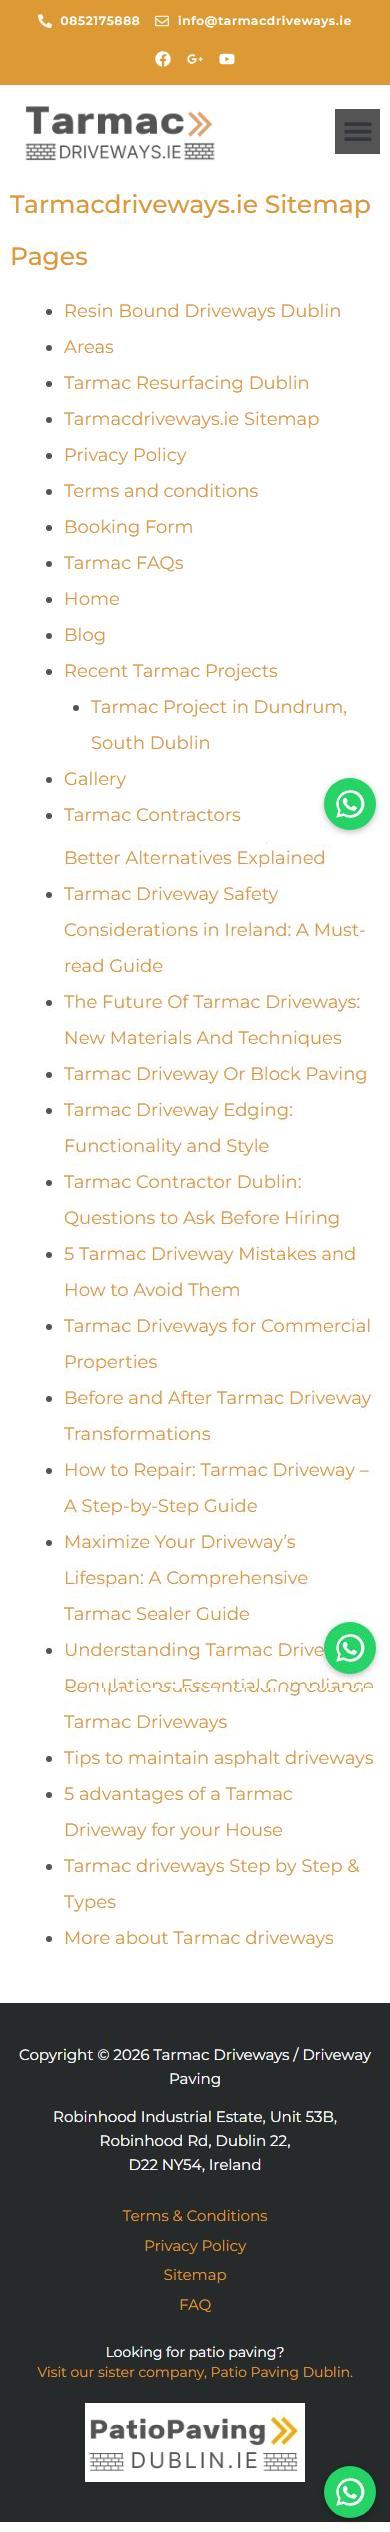 0852175888 info@tarmacdriveways.ie
Tarmac
DRIVEWAYS.IE
Tarmacdriveways.ie Sitemap
Pages
Resin Bound Driveways Dublin
Areas
Tarmac Resurfacing Dublin
Tarmacdriveways.ie Sitemap
Privacy Policy
Terms and conditions
Booking Form
Tarmac FAQs
Home
Blog
Recent Tarmac Projects
Tarmac Project in Dundrum,
South Dublin
Gallery
Tarmac Contractors
Better Alternatives Explained
Tarmac Driveway Safety
Considerations in Ireland: A Must-
read Guide
The Future Of Tarmac Driveways:
New Materials And Techniques
Tarmac Driveway Or Block Paving
Tarmac Driveway Edging:
Functionality and Style
Tarmac Contractor Dublin:
Questions to Ask Before Hiring
5 Tarmac Driveway Mistakes and
How to Avoid Them
Tarmac Driveways for Commercial
Properties
Before and After Tarmac Driveway
Transformations
How to Repair: Tarmac Driveway –
A Step-by-Step Guide
Maximize Your Driveway’s
Lifespan: A Comprehensive
Tarmac Sealer Guide
Understanding Tarmac Drive
Regulations: Essential Compliance
Tarmac Driveways
Tips to maintain asphalt driveways
5 advantages of a Tarmac
Driveway for your House
Tarmac driveways Step by Step &
Types
More about Tarmac driveways
Copyright © 2026 Tarmac Driveways / Driveway
Paving
Robinhood Industrial Estate, Unit 53B,
Robinhood Rd, Dublin 22,
D22 NY54, Ireland
Terms & Conditions
Privacy Policy
Sitemap
FAQ
Looking for patio paving?
Visit our sister company, Patio Paving Dublin.
PatioPaving
DUBLIN.IE